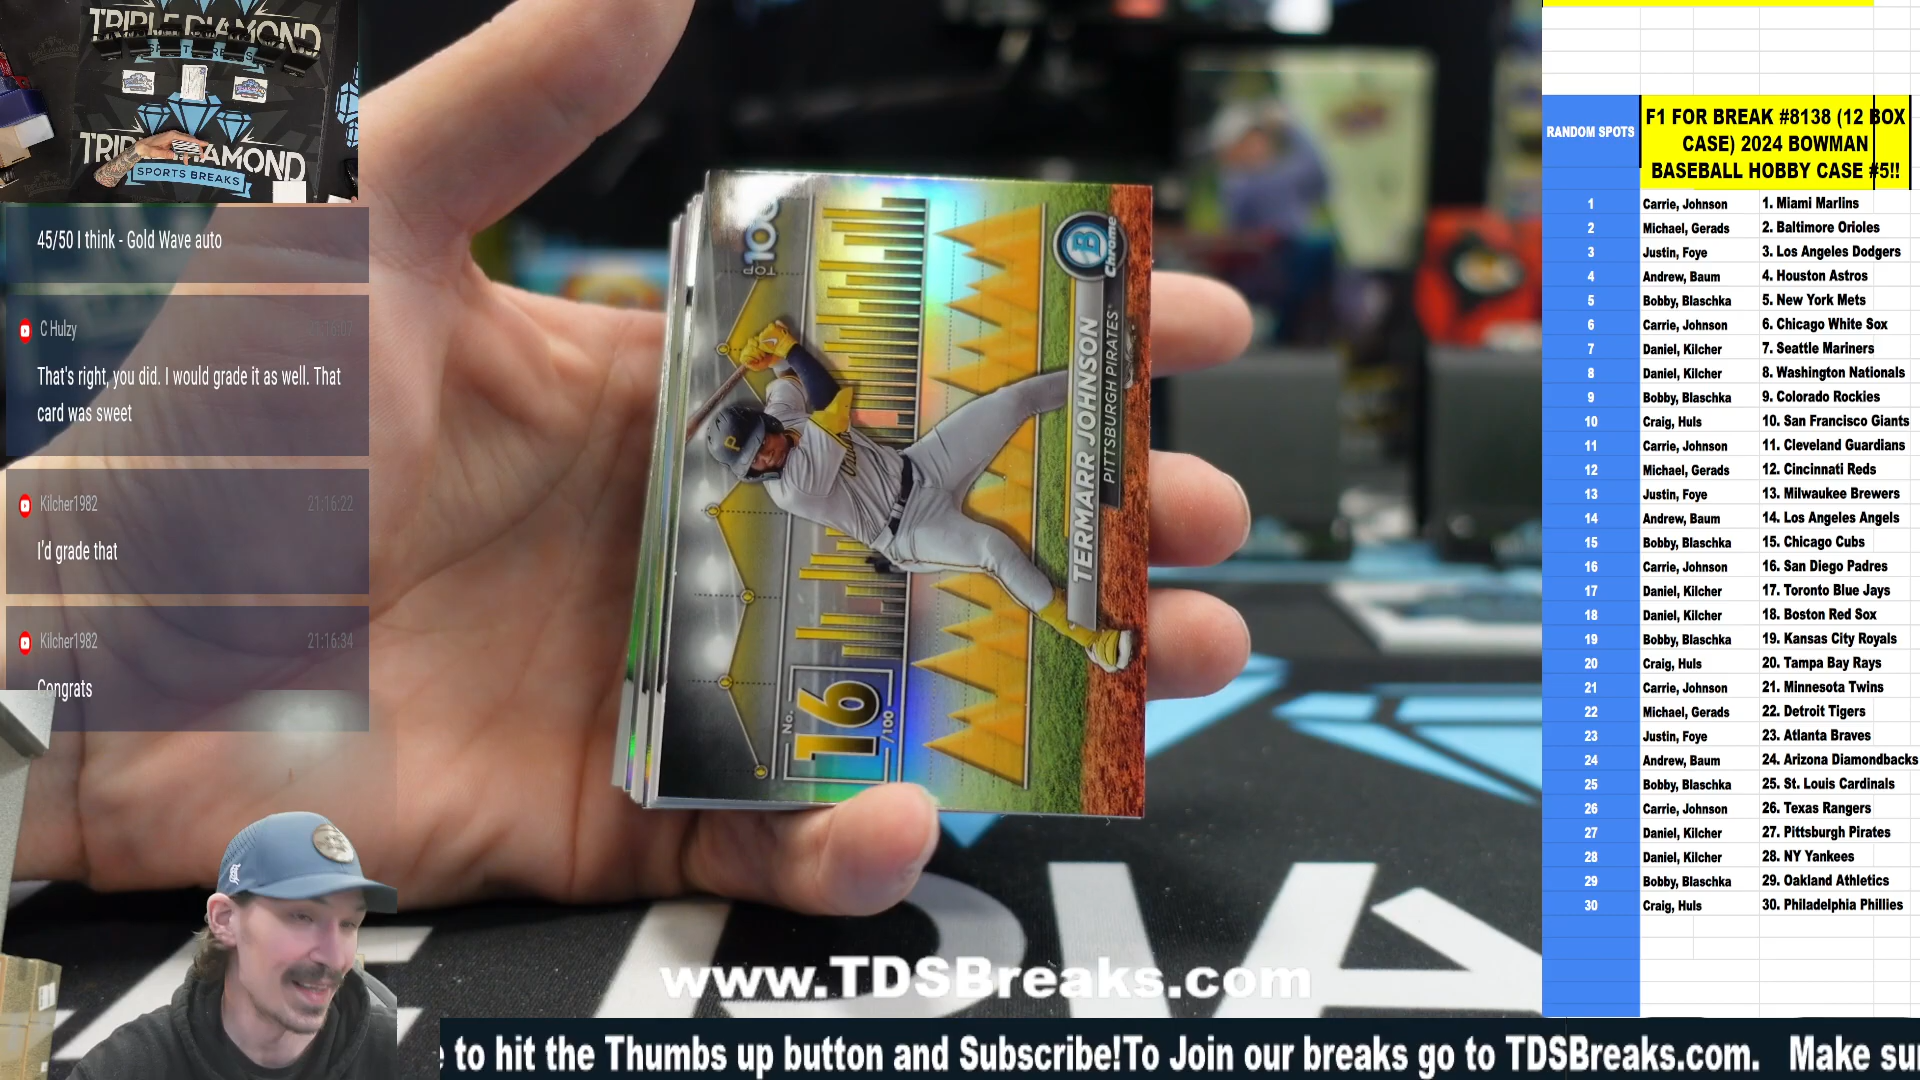 TRIPLE DIAMOND
TRIPLE DIAMOND
SPORTS BREAKS
45/50 I think - Gold Wave auto
C Hulzy
That's right, you did. I would grade it as well. That
card was sweet
Kilcher1982 21:16:22
I'd grade that
Kilcher1982 21:16:34
Congrats
TOP 100
B
Chrome
TERMARR JOHNSON
PITTSBURGH PIRATES
P
No.
16
/100
www.TDSBreaks.com
to hit the Thumbs up button and Subscribe!To Join our breaks go to TDSBreaks.com. Make su
RANDOM SPOTS
F1 FOR BREAK #8138 (12 BOX
CASE) 2024 BOWMAN
BASEBALL HOBBY CASE #5!!
1 Carrie, Johnson 1. Miami Marlins
2 Michael, Gerads 2. Baltimore Orioles
3 Justin, Foye 3. Los Angeles Dodgers
4 Andrew, Baum 4. Houston Astros
5 Bobby, Blaschka 5. New York Mets
6 Carrie, Johnson 6. Chicago White Sox
7 Daniel, Kilcher 7. Seattle Mariners
8 Daniel, Kilcher 8. Washington Nationals
9 Bobby, Blaschka 9. Colorado Rockies
10 Craig, Huls 10. San Francisco Giants
11 Carrie, Johnson 11. Cleveland Guardians
12 Michael, Gerads 12. Cincinnati Reds
13 Justin, Foye 13. Milwaukee Brewers
14 Andrew, Baum 14. Los Angeles Angels
15 Bobby, Blaschka 15. Chicago Cubs
16 Carrie, Johnson 16. San Diego Padres
17 Daniel, Kilcher 17. Toronto Blue Jays
18 Daniel, Kilcher 18. Boston Red Sox
19 Bobby, Blaschka 19. Kansas City Royals
20 Craig, Huls 20. Tampa Bay Rays
21 Carrie, Johnson 21. Minnesota Twins
22 Michael, Gerads 22. Detroit Tigers
23 Justin, Foye 23. Atlanta Braves
24 Andrew, Baum 24. Arizona Diamondbacks
25 Bobby, Blaschka 25. St. Louis Cardinals
26 Carrie, Johnson 26. Texas Rangers
27 Daniel, Kilcher 27. Pittsburgh Pirates
28 Daniel, Kilcher 28. NY Yankees
29 Bobby, Blaschka 29. Oakland Athletics
30 Craig, Huls 30. Philadelphia Phillies